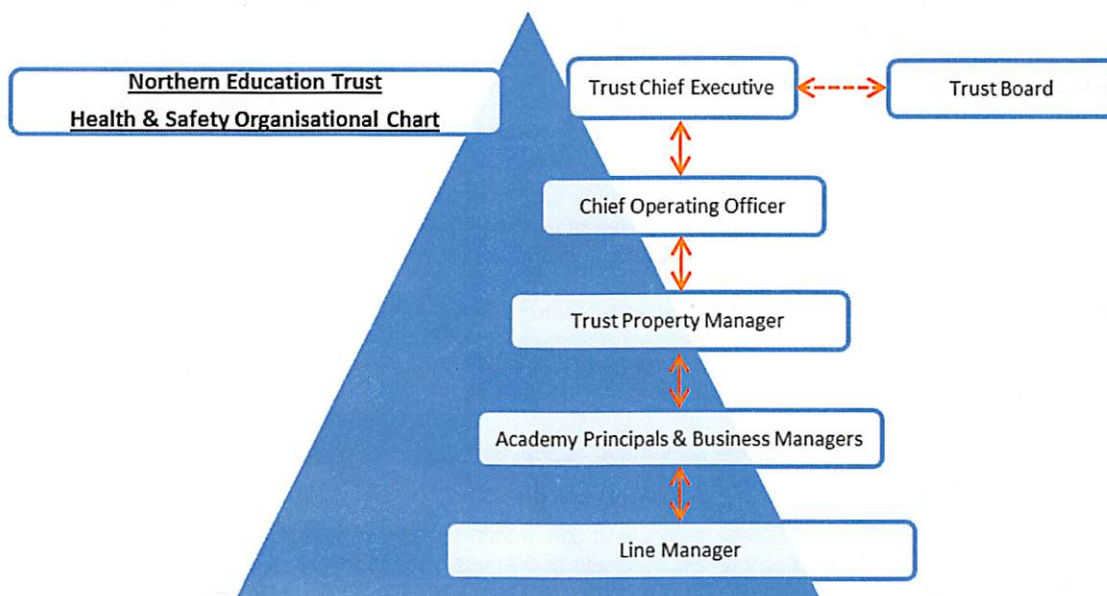 Northern Education Trust
Health & Safety Organisational Chart
Trust Chief Executive
Trust Board
Chief Operating Officer
Trust Property Manager
Academy Principals & Business Managers
Line Manager